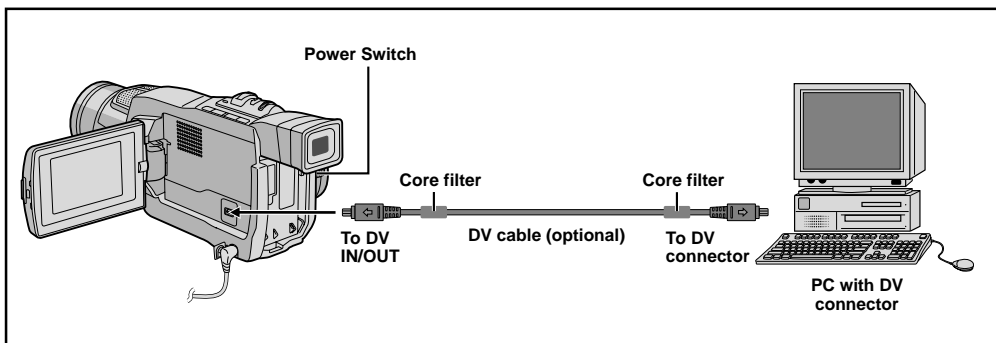 Power Switch
Core filter
Core filter
To DV
IN/OUT
DV cable (optional)
To DV
connector
PC with DV
connector